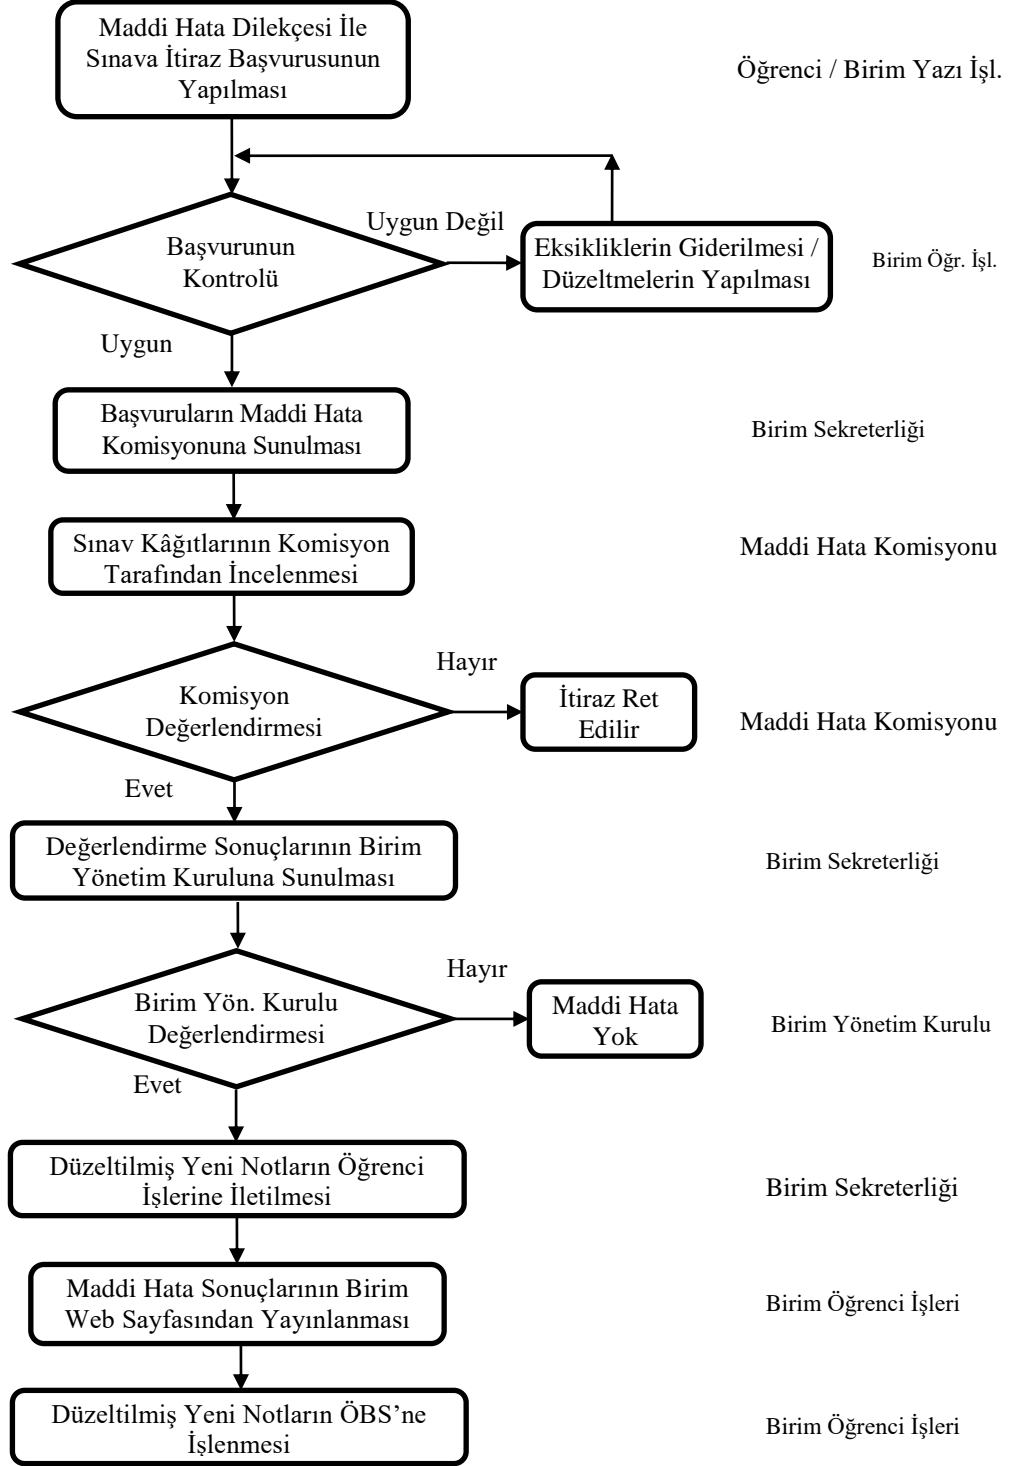 Maddi Hata Dilekçesi İle
Sınava İtiraz Başvurusunun
Yapılması
Öğrenci / Birim Yazı İşl.
Uygun Değil
Başvurunun
Kontrolü
Eksikliklerin Giderilmesi /
Düzeltmelerin Yapılması
Birim Öğr. İşl.
Uygun
Başvuruların Maddi Hata
Komisyonuna Sunulması
Birim Sekreterliği
Sınav Kâğıtlarının Komisyon
Tarafından İncelenmesi
Maddi Hata Komisyonu
Hayır
Komisyon
Değerlendirmesi
İtiraz Ret
Edilir
Maddi Hata Komisyonu
Evet
Değerlendirme Sonuçlarının Birim
Yönetim Kuruluna Sunulması
Birim Sekreterliği
Hayır
Birim Yön. Kurulu
Değerlendirmesi
Maddi Hata
Yok
Birim Yönetim Kurulu
Evet
Düzeltilmiş Yeni Notların Öğrenci
İşlerine İletilmesi
Birim Sekreterliği
Maddi Hata Sonuçlarının Birim
Web Sayfasından Yayınlanması
Birim Öğrenci İşleri
Düzeltilmiş Yeni Notların ÖBS’ne
İşlenmesi
Birim Öğrenci İşleri